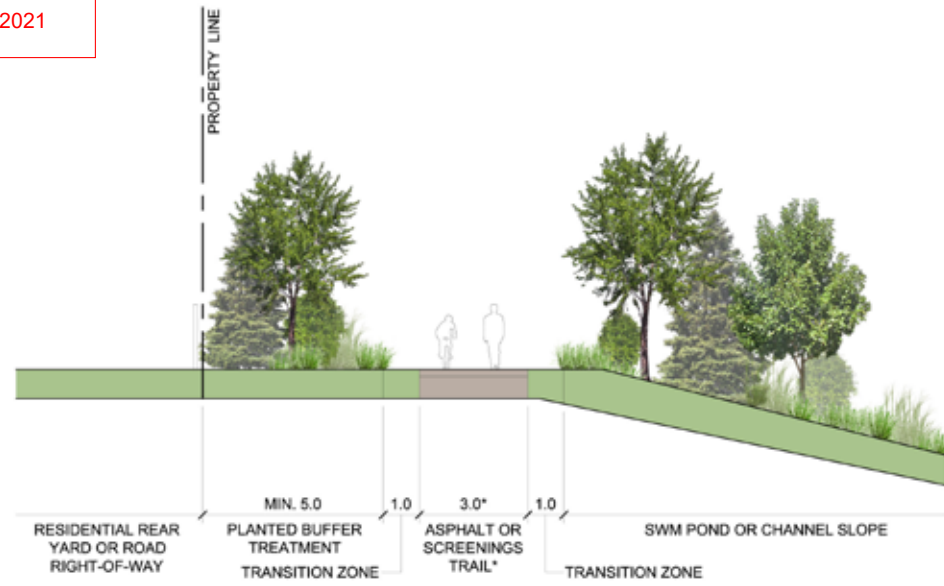 2021
PROPERTY LINE
MIN. 5.0
1.0
3.0*
1.0
RESIDENTIAL REAR
YARD OR ROAD
RIGHT-OF-WAY
PLANTED BUFFER
TREATMENT
TRANSITION ZONE
ASPHALT OR
SCREENINGS
TRAIL*
TRANSITION ZONE
SWM POND OR CHANNEL SLOPE